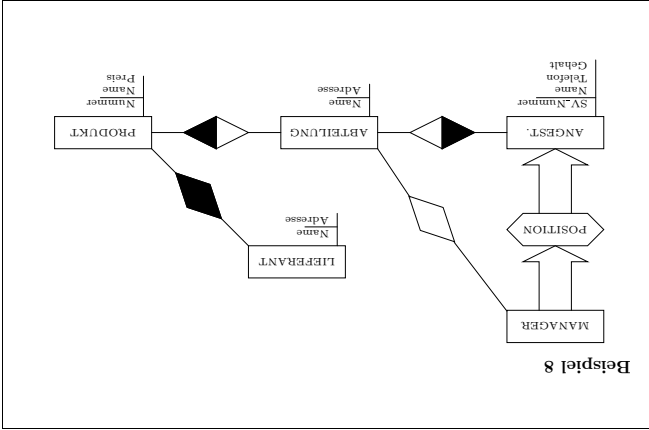 Beispiel 8
MANAGER
POSITION
LIEFERANT
Name
Adresse
ANGEST.
SV-Nummer
Name
Telefon
Gehalt
ABTEILUNG
Name
Adresse
PRODUKT
Nummer
Name
Preis